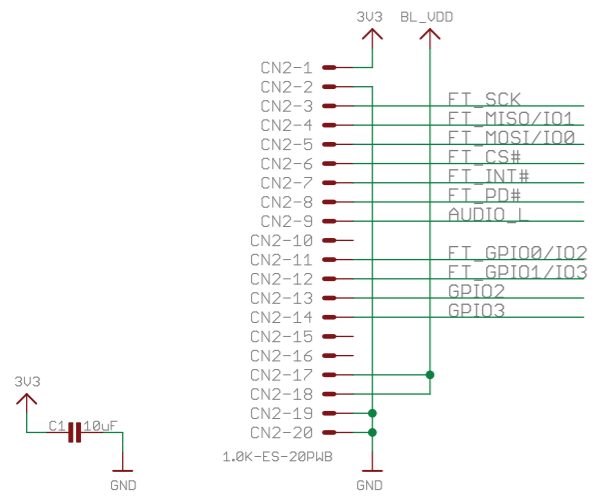 3V3 BL_VDD
CN2-1
CN2-2
CN2-3 FT_SCK
CN2-4 FT_MISO/IO1
CN2-5 FT_MOSI/IO0
CN2-6 FT_CS#
CN2-7 FT_INT#
CN2-8 FT_PD#
CN2-9 AUDIO_L
CN2-10
CN2-11 FT_GPIO0/IO2
CN2-12 FT_GPIO1/IO3
CN2-13 GPIO2
CN2-14 GPIO3
CN2-15
CN2-16
CN2-17
CN2-18
CN2-19
CN2-20
1.0K-ES-20PWB
GND
3V3
C1 10uF
GND